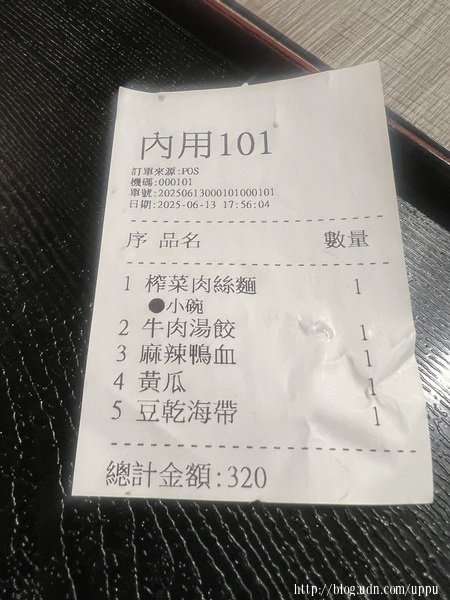 內用101
訂單來源:POS
機碼:000101
單號:20250613000101000101
日期:2025-06-13 17:56:04
序 品名 數量
1 榨菜肉絲麵 1
●小碗
2 牛肉湯餃 1
3 麻辣鴨血 1
4 黃瓜 1
5 豆乾海帶 1
總計金額:320
http://blog.udn.com/uppu